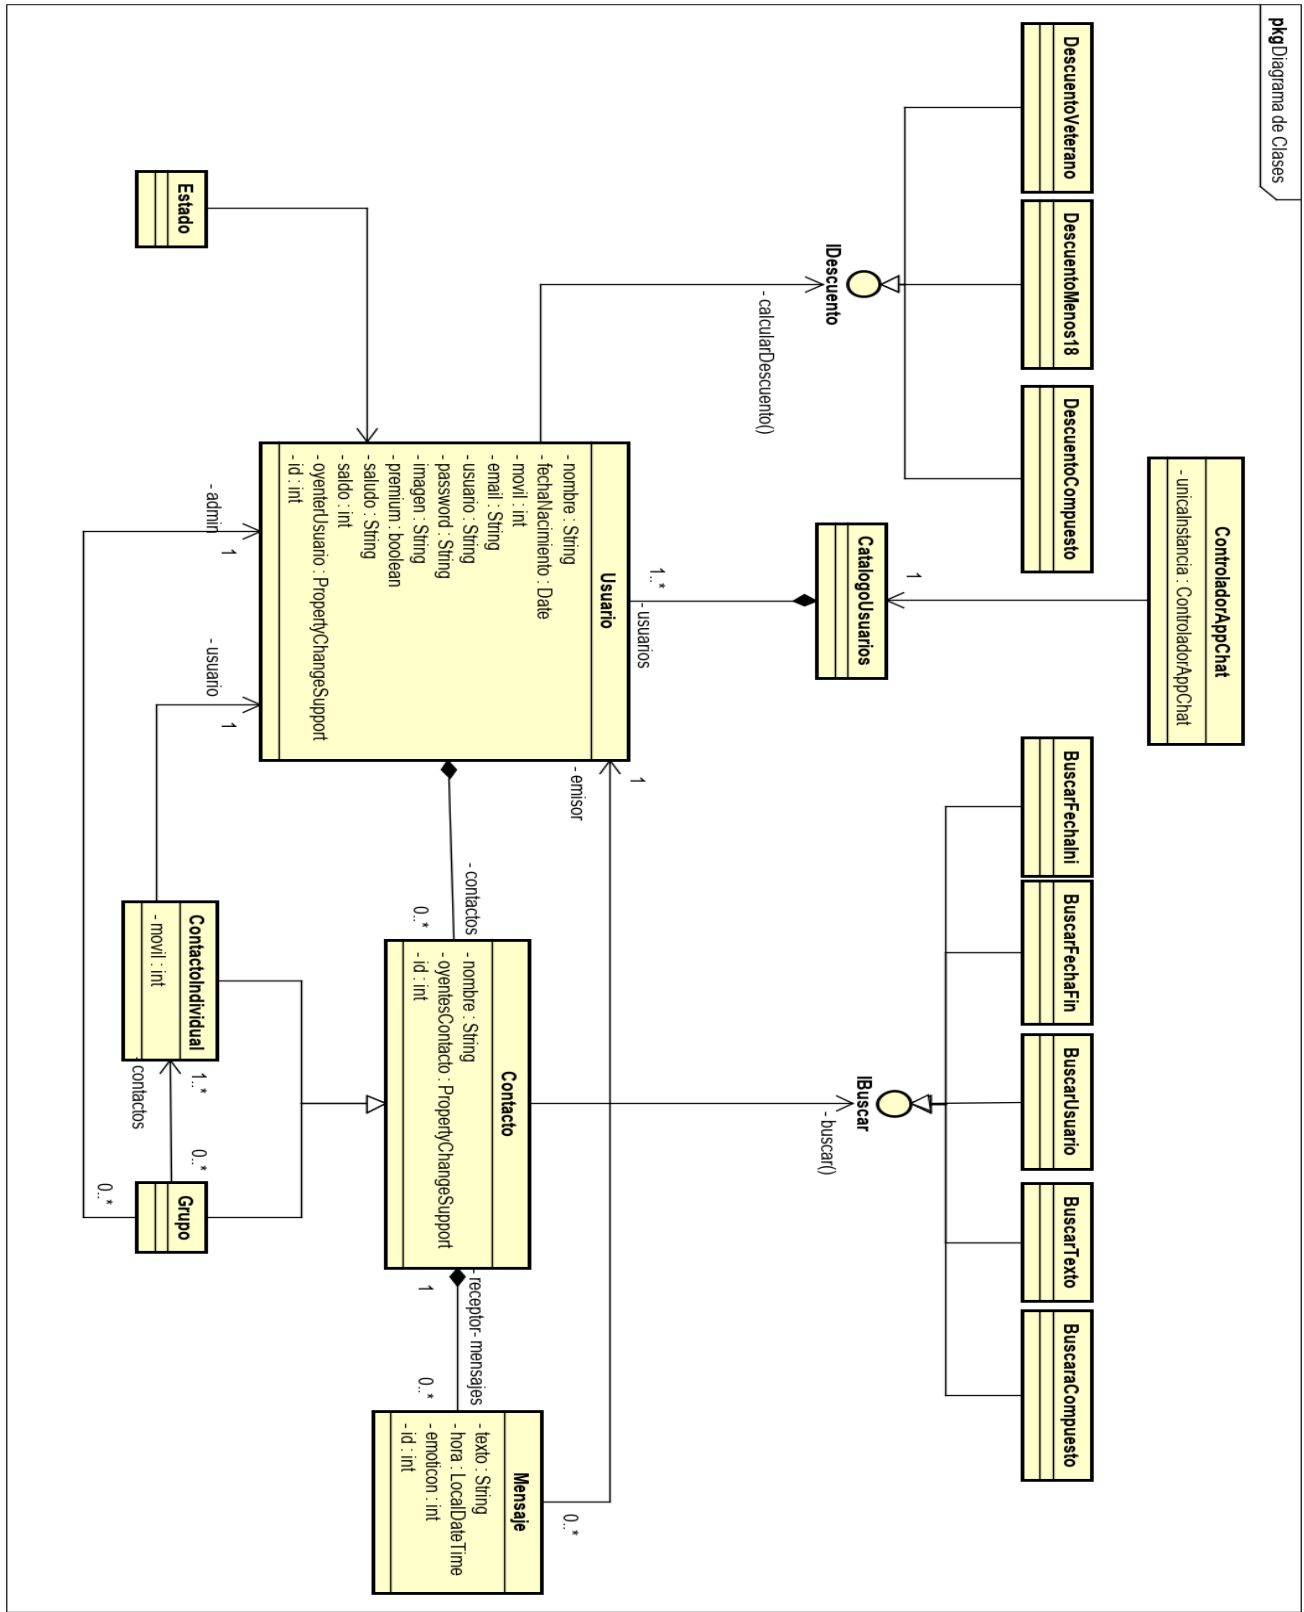 pkg Diagrama de Clases
ControladorAppChat
- unicaInstancia : ControladorAppChat
DescuentoVeterano
DescuentoMenos18
DescuentoCompuesto
BuscarFechaIni
BuscarFechaFin
BuscarUsuario
BuscarTexto
BuscaraCompuesto
1
IDescuento
CatalogoUsuarios
IBuscar
- calcularDescuento()
- buscar()
1..*
- usuarios
Usuario
- nombre : String
- fechaNacimiento : Date
- movil : int
- email : String
- usuario : String
- password : String
- imagen : String
- premium : boolean
- saludo : String
- saldo : int
- oyenterUsuario : PropertyChangeSupport
- id : int
1
- emisor
0..*
- contactos
0..*
Contacto
- nombre : String
- oyentesContacto : PropertyChangeSupport
- id : int
- receptor
- mensajes
1
0..*
Mensaje
- texto : String
- hora : LocalDateTime
- emoticon : int
- id : int
Estado
- admin
1
- usuario
1
ContactoIndividual
- movil : int
1..*
- contactos
0..*
Grupo
0..*